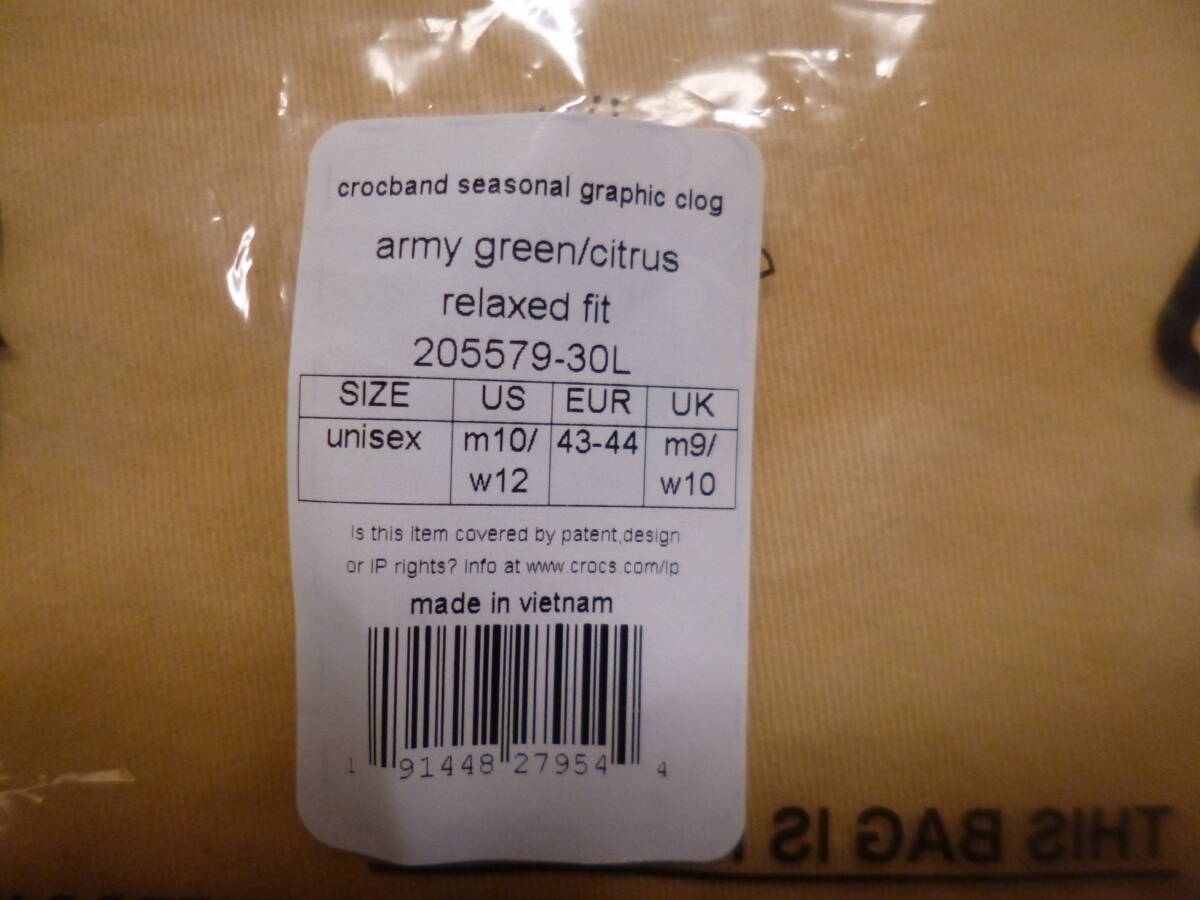 crocband seasonal graphic clog
army green/citrus
relaxed fit
205579-30L
SIZE US EUR UK
unisex m10/ 43-44 m9/
w12 w10
Is this item covered by patent,design
or IP rights? Info at www.crocs.com/ip
made in vietnam
1 91448 27954 4
THIS BAG IS